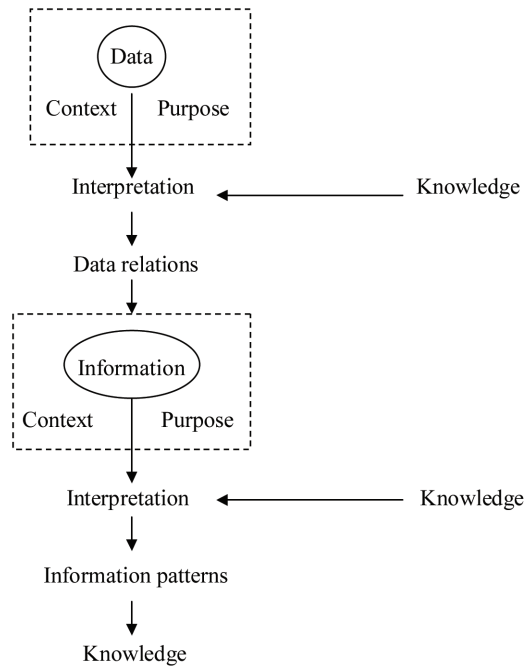 Data
Context Purpose
Interpretation Knowledge
Data relations
Information
Context Purpose
Interpretation Knowledge
Information patterns
Knowledge